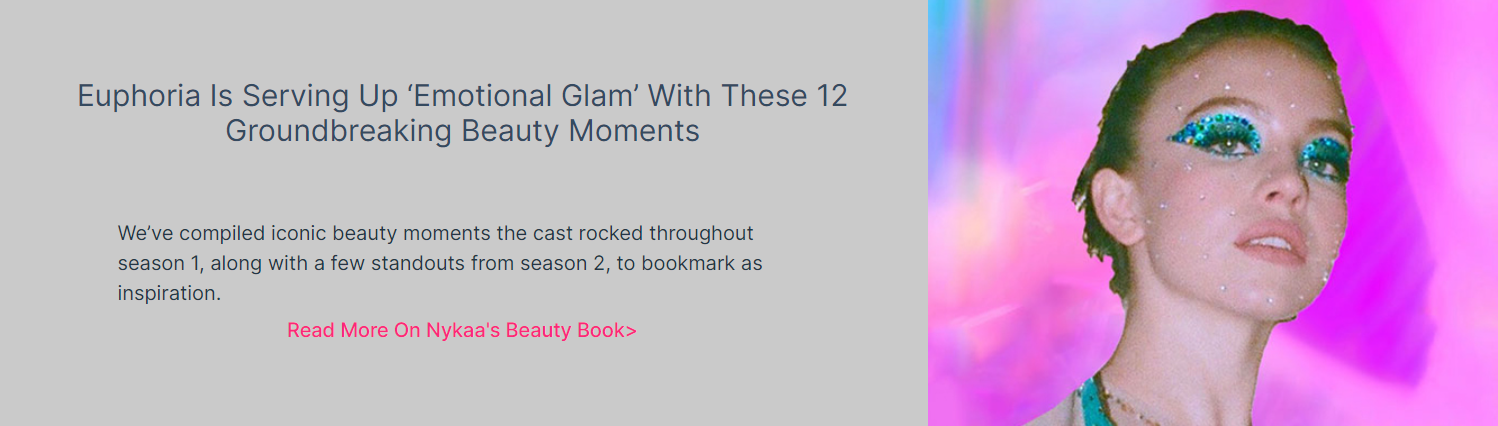 Euphoria Is Serving Up ‘Emotional Glam’ With These 12
Groundbreaking Beauty Moments
We’ve compiled iconic beauty moments the cast rocked throughout
season 1, along with a few standouts from season 2, to bookmark as
inspiration.
Read More On Nykaa's Beauty Book>